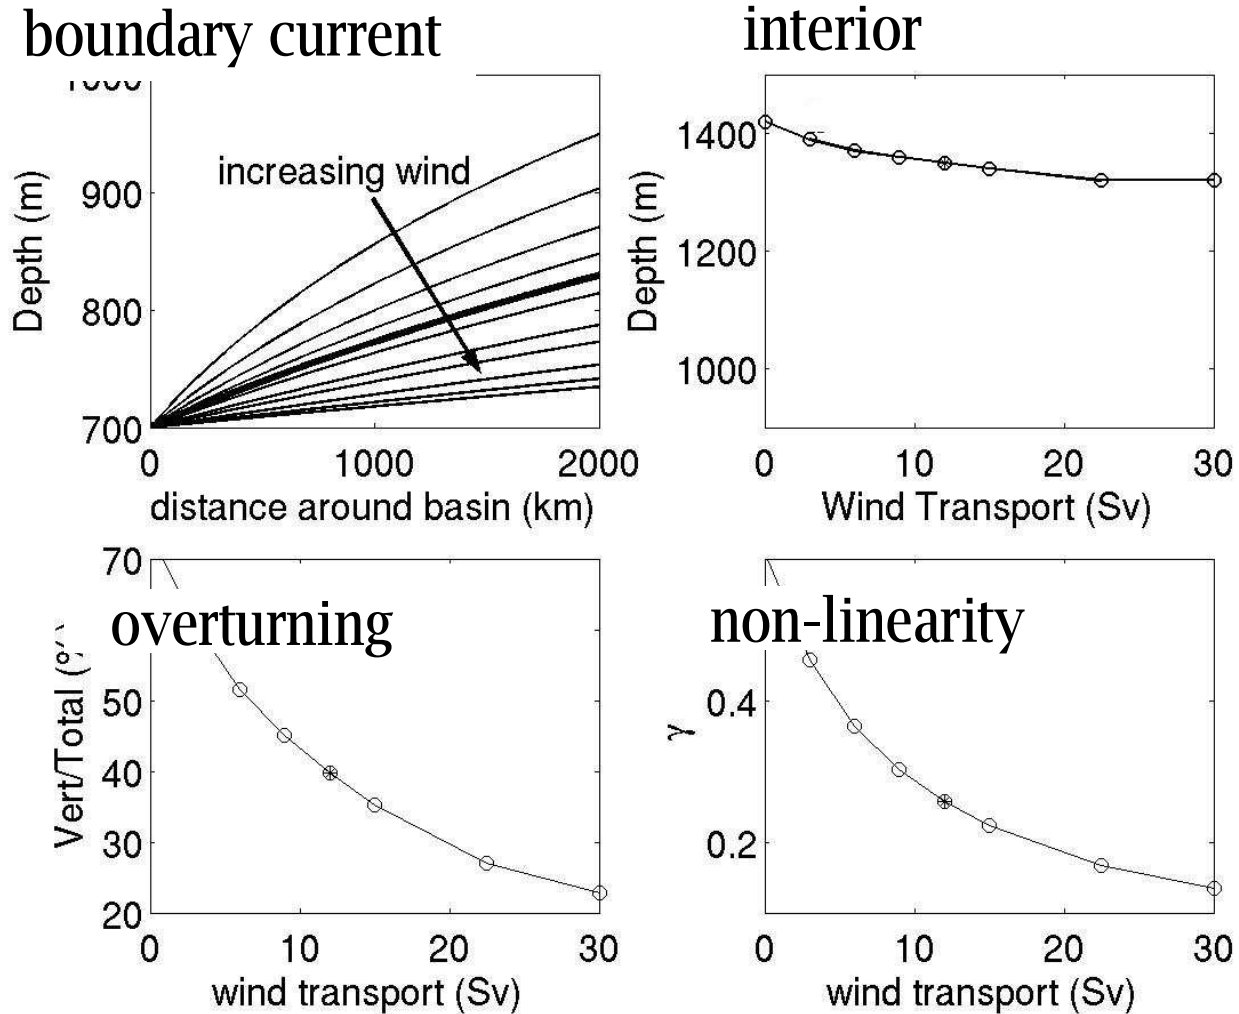 boundary current
interior
900
800
700
Depth (m)
increasing wind
0 1000 2000
distance around basin (km)
1400
1200
1000
Depth (m)
0 10 20 30
Wind Transport (Sv)
overturning
70
50
40
30
20
Vert/Total
0 10 20 30
wind transport (Sv)
non-linearity
0.4
0.2
γ
0 10 20 30
wind transport (Sv)